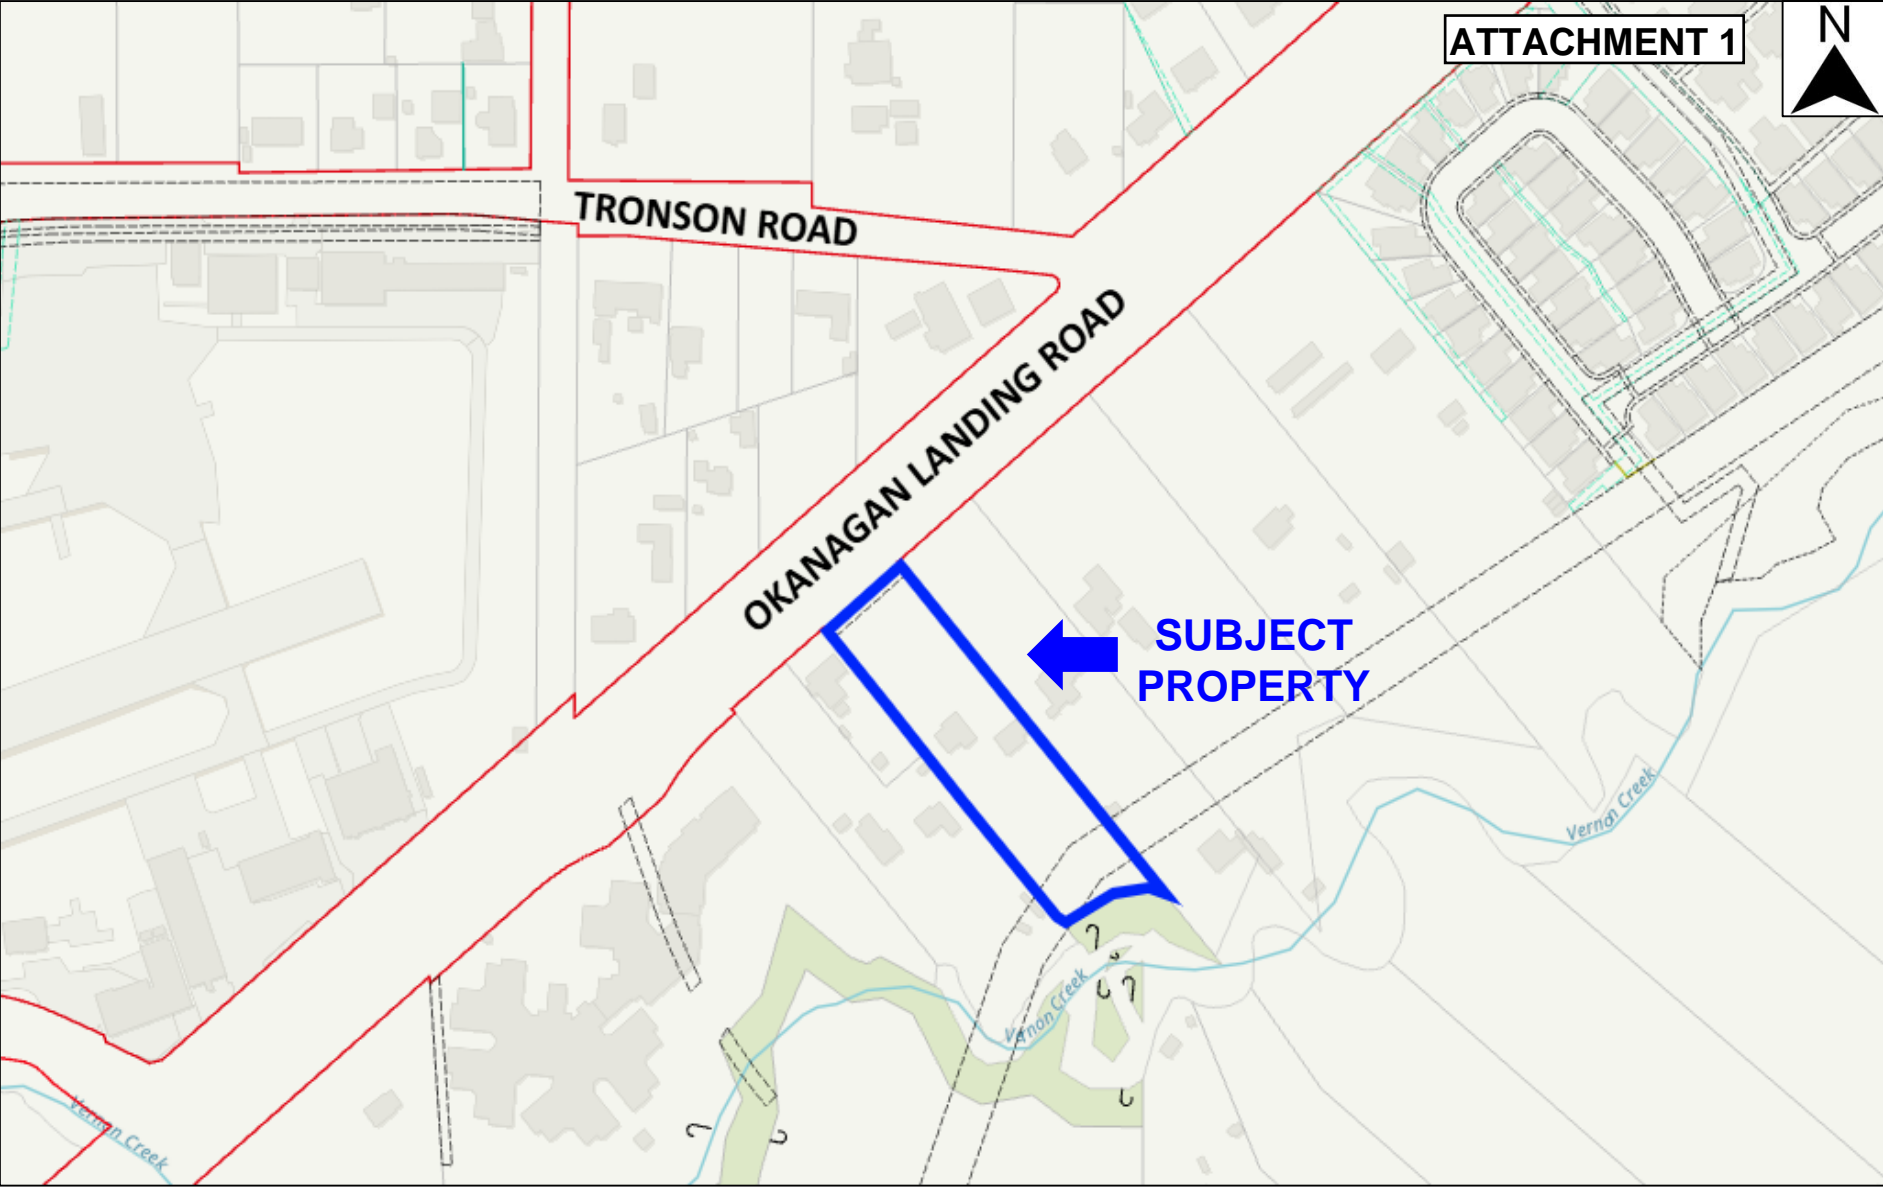 ATTACHMENT 1
N
TRONSON ROAD
OKANAGAN LANDING ROAD
SUBJECT
PROPERTY
Vernon Creek
Vernon Creek
Vernon Creek